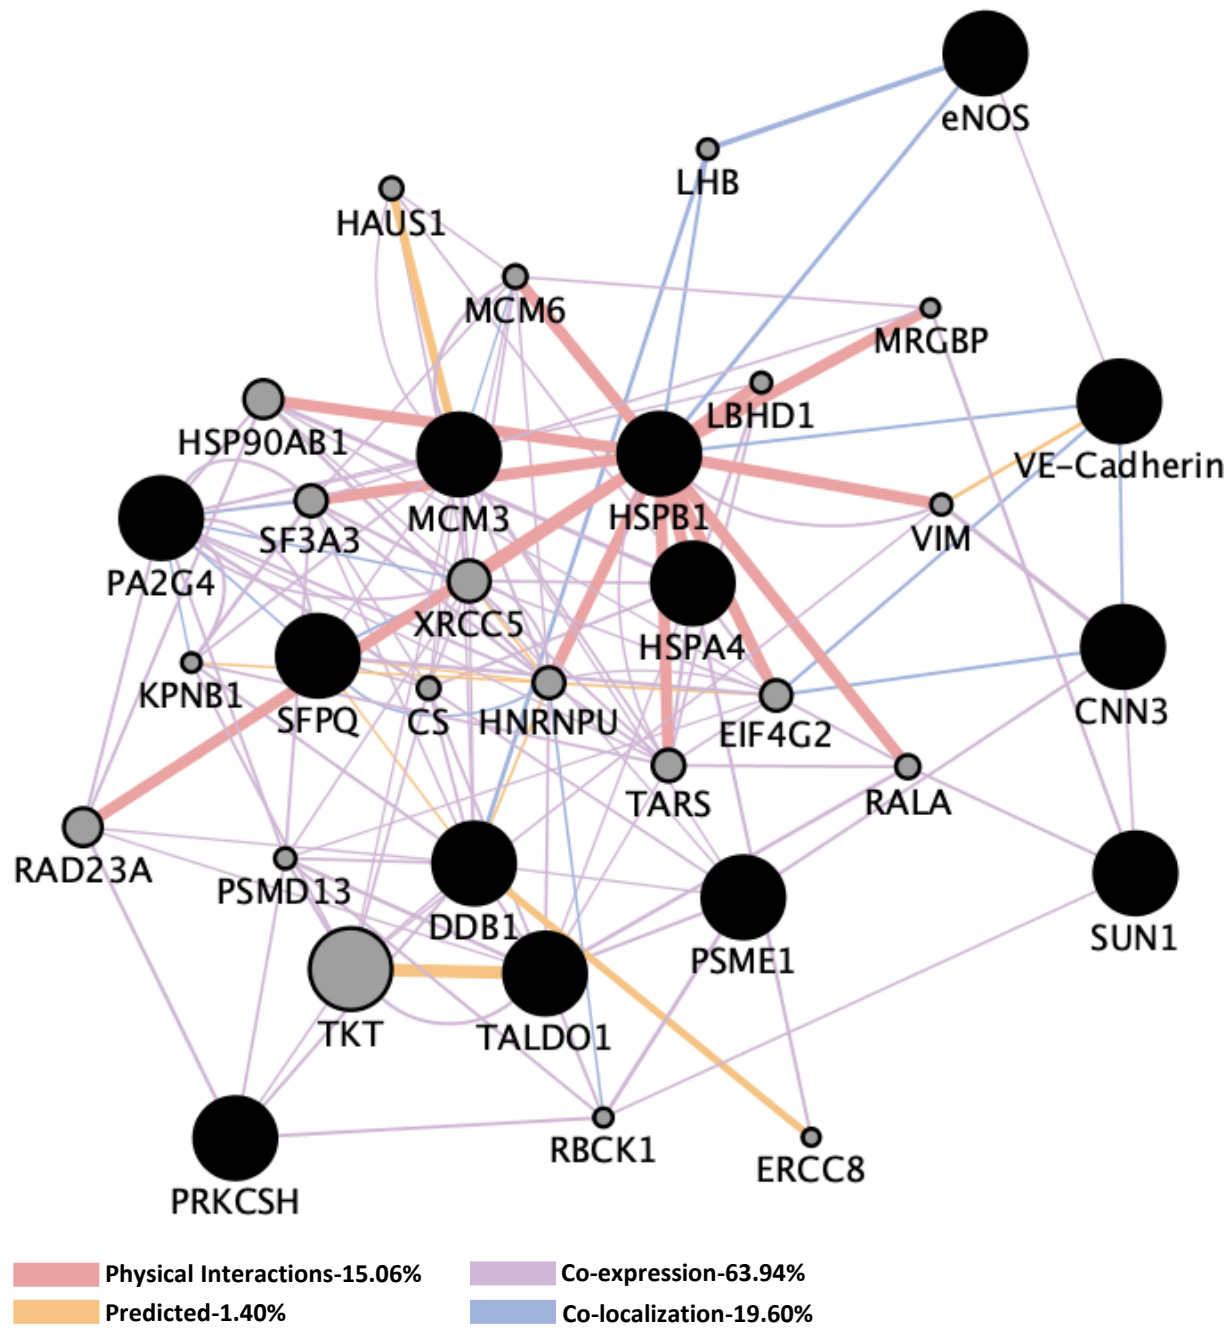 eNOS
LHB
HAUS1
MCM6
MRGBP
LBHD1
HSP90AB1
VE-Cadherin
MCM3
HSPB1
SF3A3
VIM
PA2G4
XRCC5
HSPA4
KPNB1
SFPQ
CS
HNRNPU
EIF4G2
CNN3
TARS
RALA
RAD23A
PSMD13
DDB1
PSME1
SUN1
TKT
TALDO1
RBCK1
ERCC8
PRKCSH
Physical Interactions-15.06%
Co-expression-63.94%
Predicted-1.40%
Co-localization-19.60%